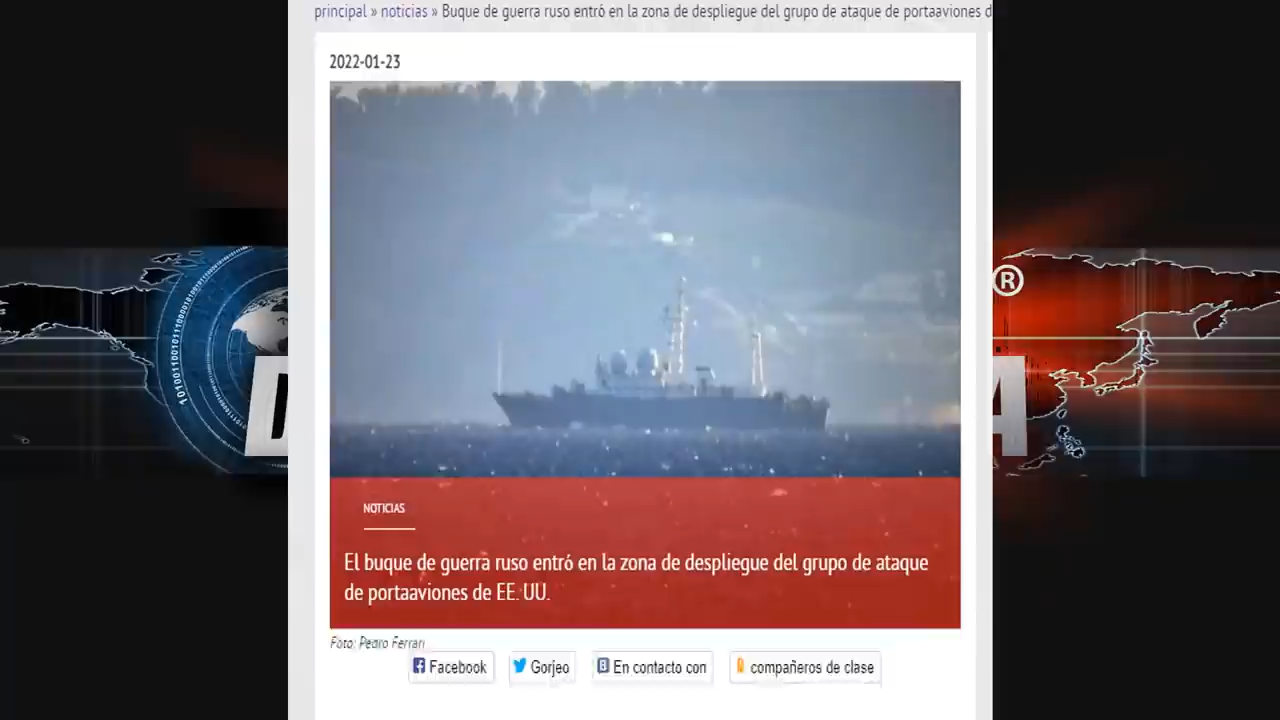 principal » noticias » Buque de guerra ruso entró en la zona de despliegue del grupo de ataque de portaaviones d
2022-01-23
®
1010011001011100010100110010111000101001
D
A
NOTICIAS
El buque de guerra ruso entró en la zona de despliegue del grupo de ataque
de portaaviones de EE. UU.
Foto: Pedro Ferrari
Facebook
Gorjeo
En contacto con
compañeros de clase